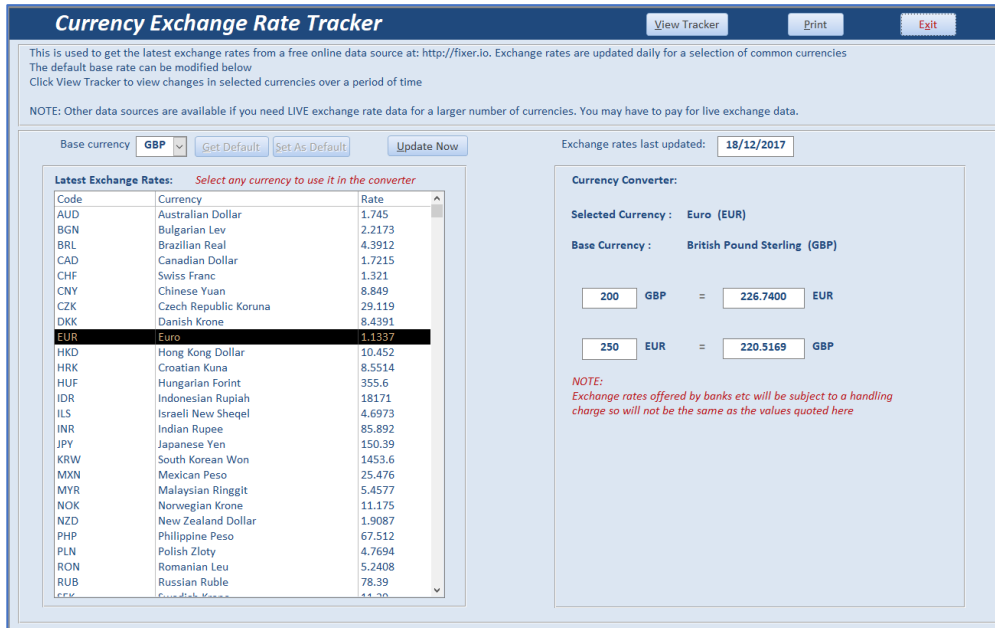 Currency Exchange Rate Tracker
View Tracker
Print
Exit
This is used to get the latest exchange rates from a free online data source at: http://fixer.io. Exchange rates are updated daily for a selection of common currencies
The default base rate can be modified below
Click View Tracker to view changes in selected currencies over a period of time
NOTE: Other data sources are available if you need LIVE exchange rate data for a larger number of currencies. You may have to pay for live exchange data.
Base currency GBP Get Default Set As Default Update Now
Exchange rates last updated: 18/12/2017
Latest Exchange Rates: Select any currency to use it in the converter
Code Currency Rate
AUD Australian Dollar 1.745
BGN Bulgarian Lev 2.2173
BRL Brazilian Real 4.3912
CAD Canadian Dollar 1.7215
CHF Swiss Franc 1.321
CNY Chinese Yuan 8.849
CZK Czech Republic Koruna 29.119
DKK Danish Krone 8.4391
EUR Euro 1.1337
HKD Hong Kong Dollar 10.452
HRK Croatian Kuna 8.5514
HUF Hungarian Forint 355.6
IDR Indonesian Rupiah 18171
ILS Israeli New Sheqel 4.6973
INR Indian Rupee 85.892
JPY Japanese Yen 150.39
KRW South Korean Won 1453.6
MXN Mexican Peso 25.476
MYR Malaysian Ringgit 5.4577
NOK Norwegian Krone 11.175
NZD New Zealand Dollar 1.9087
PHP Philippine Peso 67.512
PLN Polish Zloty 4.7694
RON Romanian Leu 5.2408
RUB Russian Ruble 78.39
Currency Converter:
Selected Currency : Euro (EUR)
Base Currency : British Pound Sterling (GBP)
200 GBP = 226.7400 EUR
250 EUR = 220.5169 GBP
NOTE:
Exchange rates offered by banks etc will be subject to a handling
charge so will not be the same as the values quoted here